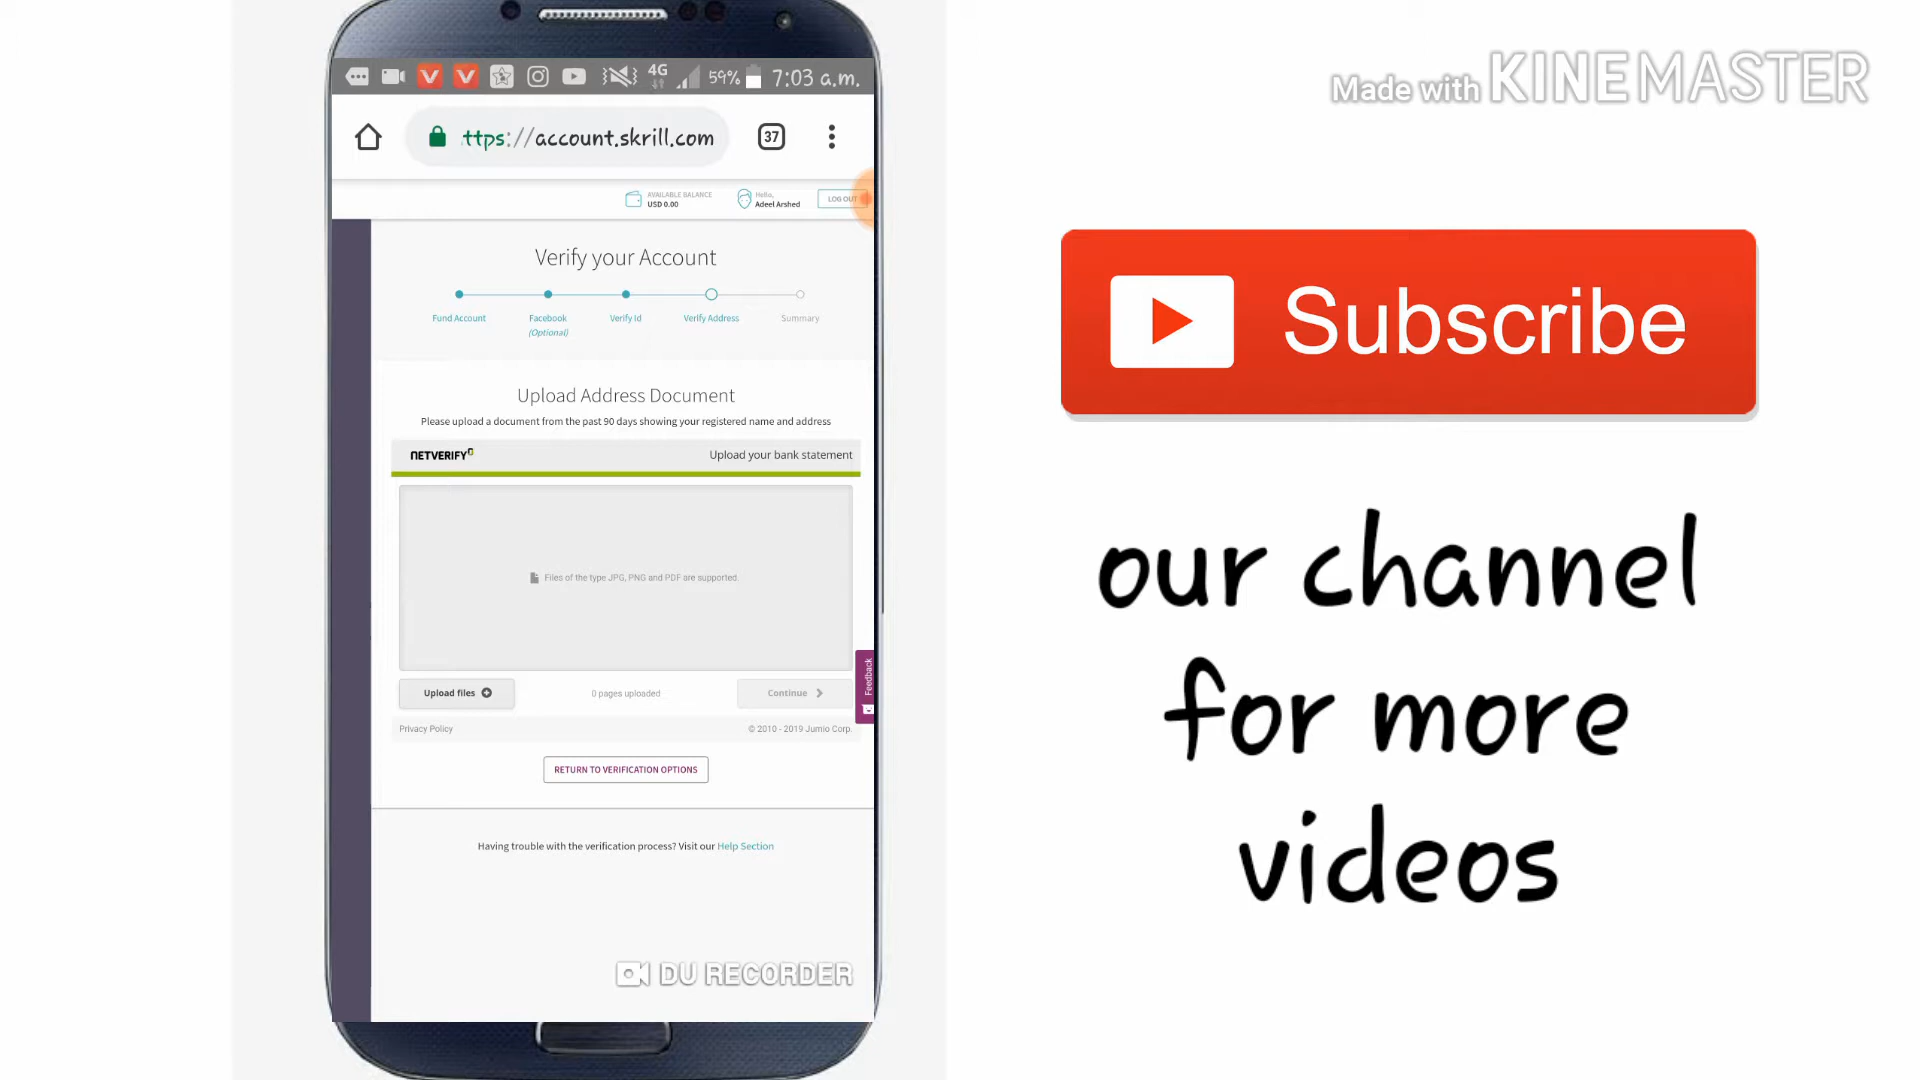 Made with KINEMASTER
4G 59% 7:03 a.m.
ttps://account.skrill.com 37
AVAILABLE BALANCE
USD 0.00
Hello,
Adeel Arshed
LOG OUT
Verify your Account
Fund Account
Facebook
(Optional)
Verify Id
Verify Address
Summary
Upload Address Document
Please upload a document from the past 90 days showing your registered name and address
NETVERIFY
Upload your bank statement
Files of the type JPG, PNG and PDF are supported.
Upload files
0 pages uploaded
Continue
Feedback
Privacy Policy
© 2010 - 2019 Jumio Corp.
RETURN TO VERIFICATION OPTIONS
Having trouble with the verification process? Visit our Help Section
DU RECORDER
Subscribe
our channel
for more
videos